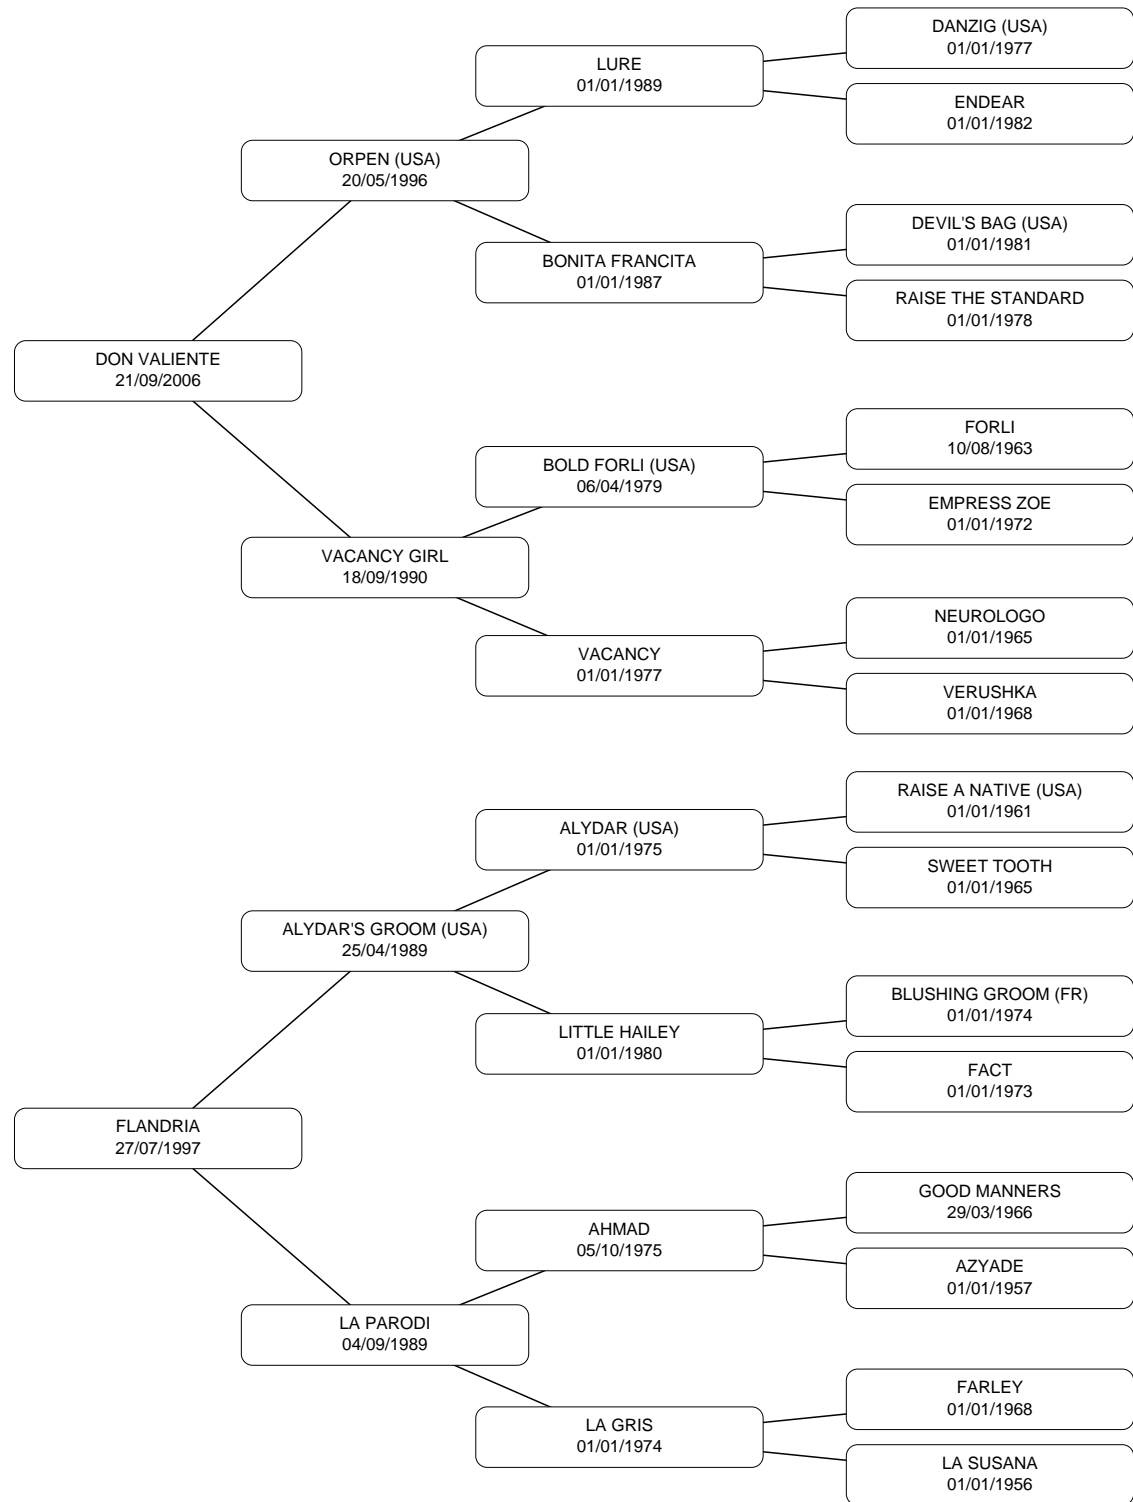 DANZIG (USA)
01/01/1977
LURE
01/01/1989
ENDEAR
01/01/1982
ORPEN (USA)
20/05/1996
DEVIL'S BAG (USA)
01/01/1981
BONITA FRANCITA
01/01/1987
RAISE THE STANDARD
01/01/1978
DON VALIENTE
21/09/2006
FORLI
10/08/1963
BOLD FORLI (USA)
06/04/1979
EMPRESS ZOE
01/01/1972
VACANCY GIRL
18/09/1990
NEUROLOGO
01/01/1965
VACANCY
01/01/1977
VERUSHKA
01/01/1968
RAISE A NATIVE (USA)
01/01/1961
ALYDAR (USA)
01/01/1975
SWEET TOOTH
01/01/1965
ALYDAR'S GROOM (USA)
25/04/1989
BLUSHING GROOM (FR)
01/01/1974
LITTLE HAILEY
01/01/1980
FACT
01/01/1973
FLANDRIA
27/07/1997
GOOD MANNERS
29/03/1966
AHMAD
05/10/1975
AZYADE
01/01/1957
LA PARODI
04/09/1989
FARLEY
01/01/1968
LA GRIS
01/01/1974
LA SUSANA
01/01/1956